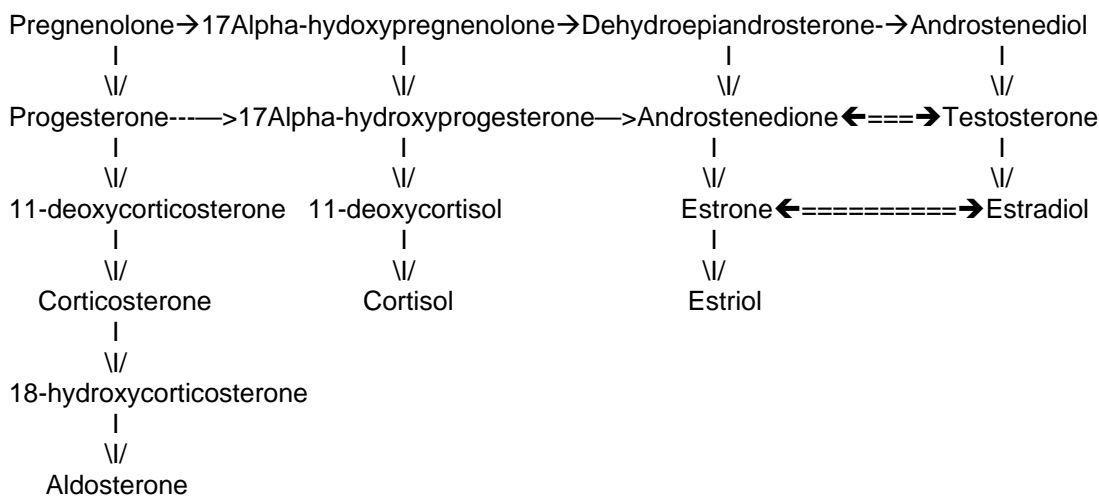 Pregnenolone→17Alpha-hydoxypregnenolone→Dehydroepiandrosterone-→Androstenediol
I I I I
\I/ \I/ \I/ \I/
Progesterone---—>17Alpha-hydroxyprogesterone—>Androstenedione🡸===🡺Testosterone
I I I I
\I/ \I/ \I/ \I/
11-deoxycorticosterone 11-deoxycortisol Estrone🡸==========🡺Estradiol
I I I
\I/ \I/ \I/
Corticosterone Cortisol Estriol
I
\I/
18-hydroxycorticosterone
I
\I/
Aldosterone